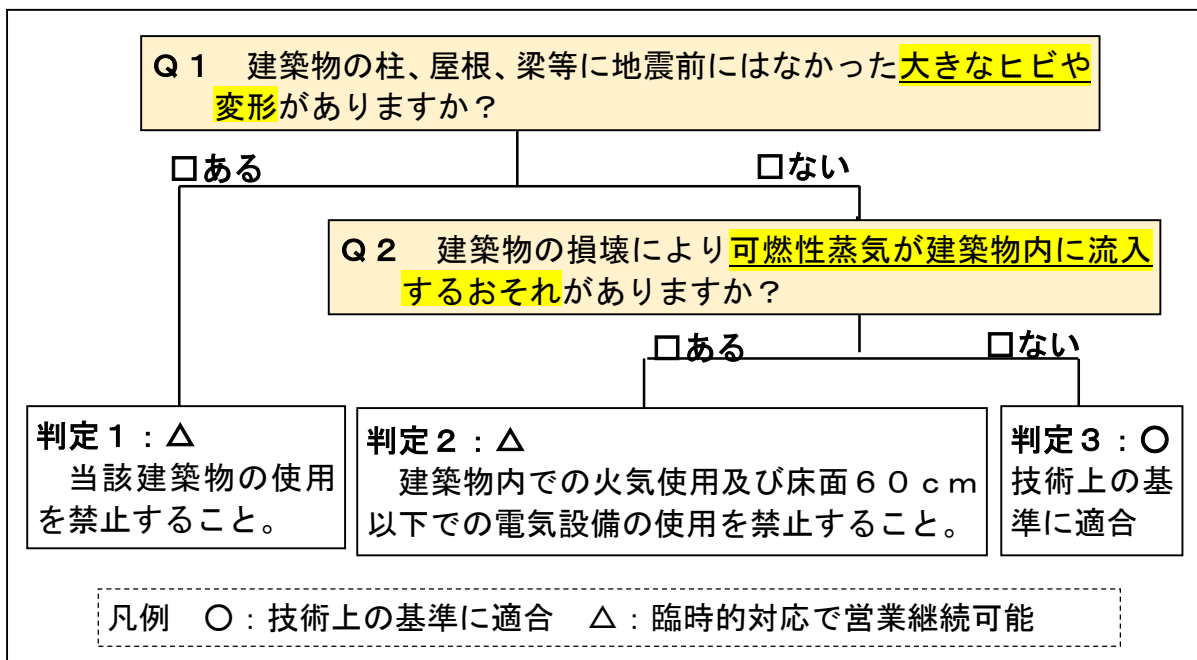 Q1 建築物の柱、屋根、梁等に地震前にはなかった大きなヒビや
変形がありますか？
□ある
□ない
Q2 建築物の損壊により可燃性蒸気が建築物内に流入
するおそれがありますか？
□ある
□ない
判定1：△
当該建築物の使用
を禁止すること。
判定2：△
建築物内での火気使用及び床面60cm
以下での電気設備の使用を禁止すること。
判定3：○
技術上の基
準に適合
凡例 ○：技術上の基準に適合 △：臨時的対応で営業継続可能